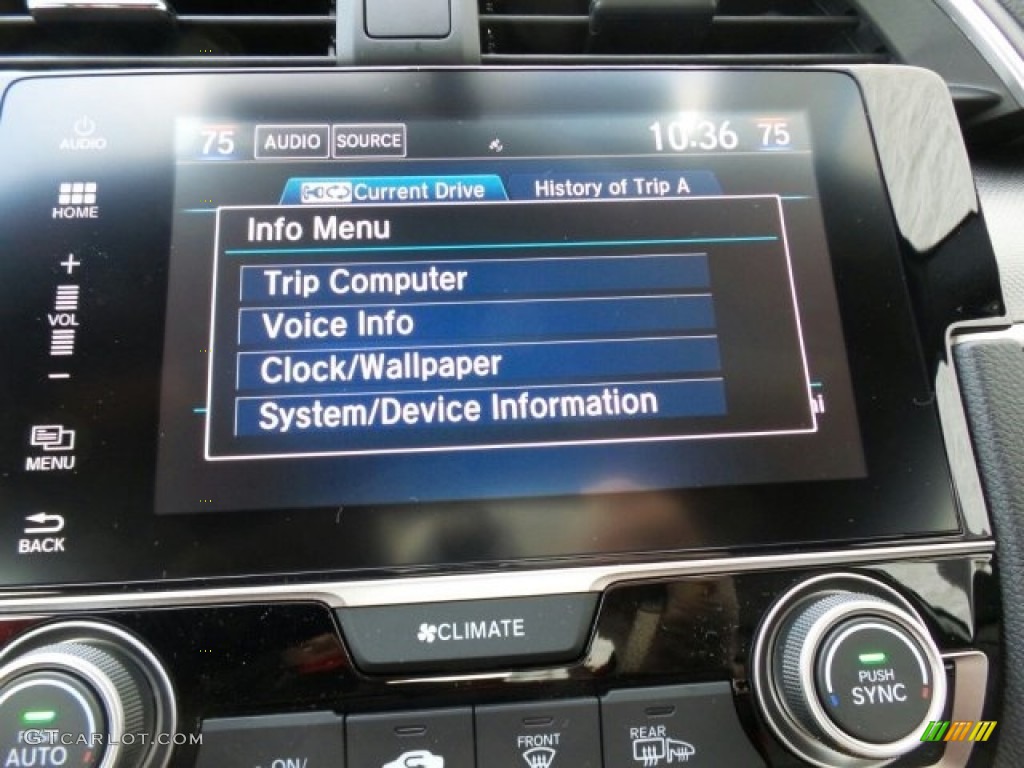 AUDIO
75 AUDIO SOURCE 10:36 75
HOME
Current Drive History of Trip A
Info Menu
+
Trip Computer
VOL
Voice Info
Clock/Wallpaper
−
System/Device Information
MENU
BACK
CLIMATE
PUSH
SYNC
AUTO
ON/
FRONT
REAR
GTCarLot.com